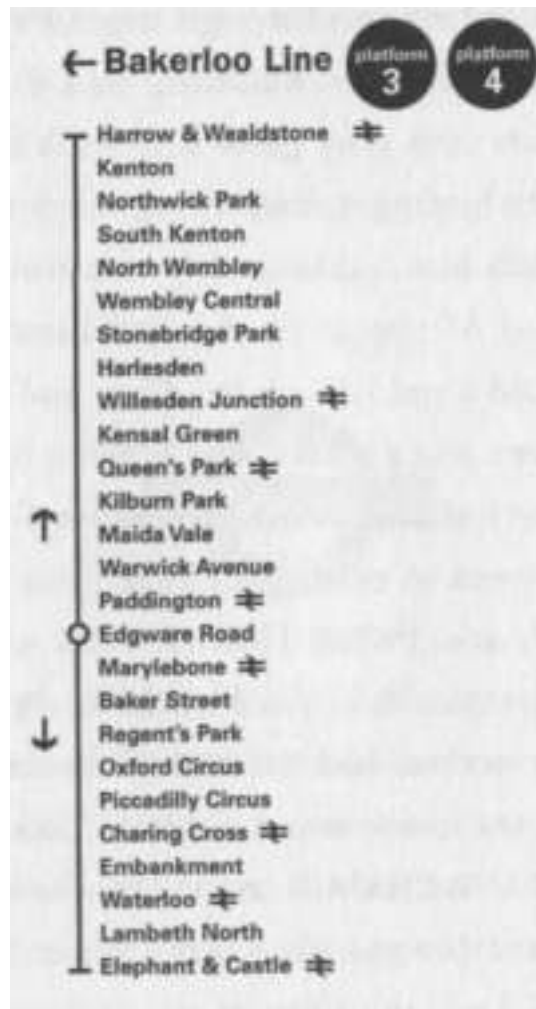 ←Bakerloo Line platform 3 platform 4
Harrow & Wealdstone
Kenton
Northwick Park
South Kenton
North Wembley
Wembley Central
Stonebridge Park
Harlesden
Willesden Junction
Kensal Green
Queen's Park
Kilburn Park
Maida Vale
Warwick Avenue
Paddington
Edgware Road
Marylebone
Baker Street
Regent's Park
Oxford Circus
Piccadilly Circus
Charing Cross
Embankment
Waterloo
Lambeth North
Elephant & Castle